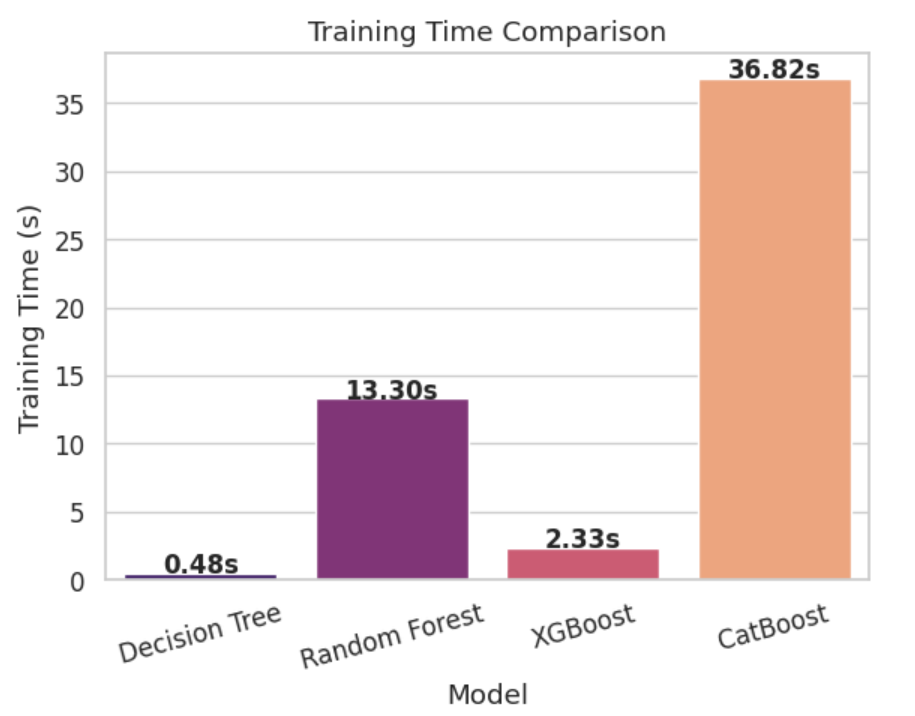 Training Time Comparison
Training Time (s)
35
30
25
20
15
10
5
0
0.48s
13.30s
2.33s
36.82s
Decision Tree
Random Forest
XGBoost
CatBoost
Model